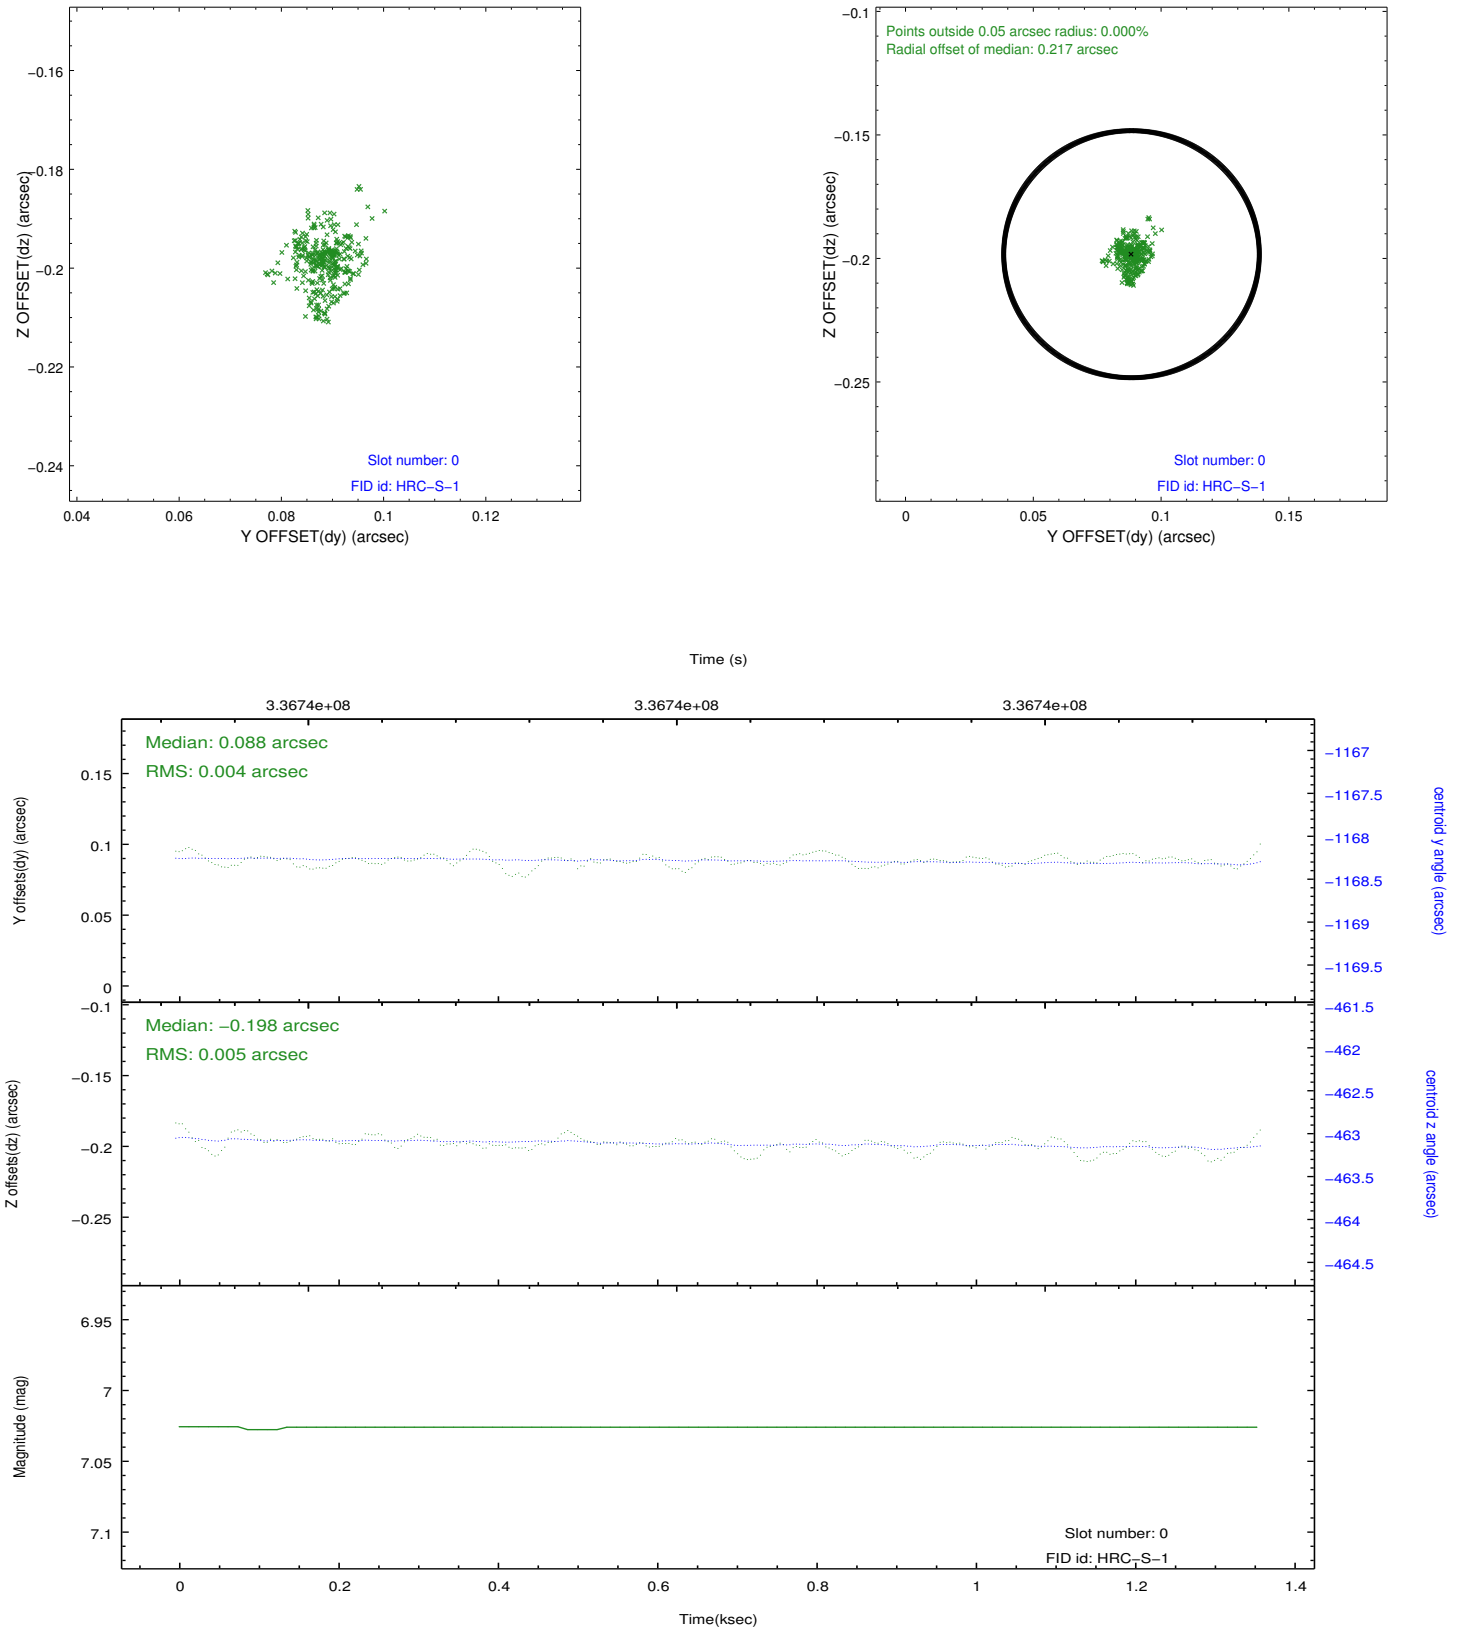 −0.16
−0.18
−0.2
−0.22
−0.24
Z OFFSET(dz) (arcsec)
Slot number: 0
FID id: HRC−S−1
0.04 0.06 0.08 0.1 0.12
Y OFFSET(dy) (arcsec)
Points outside 0.05 arcsec radius: 0.000%
Radial offset of median: 0.217 arcsec
−0.1
−0.15
−0.2
−0.25
Z OFFSET(dz) (arcsec)
Slot number: 0
FID id: HRC−S−1
0 0.05 0.1 0.15
Y OFFSET(dy) (arcsec)
Time (s)
3.3674e+08 3.3674e+08 3.3674e+08
Median: 0.088 arcsec
RMS: 0.004 arcsec
0.15
0.1
0.05
0
Y offsets(dy) (arcsec)
−1167
−1167.5
−1168
−1168.5
−1169
−1169.5
centroid y angle (arcsec)
Median: −0.198 arcsec
RMS: 0.005 arcsec
−0.1
−0.15
−0.2
−0.25
Z offsets(dz) (arcsec)
−461.5
−462
−462.5
−463
−463.5
−464
−464.5
centroid z angle (arcsec)
6.95
7
7.05
7.1
Magnitude (mag)
Slot number: 0
FID id: HRC−S−1
0 0.2 0.4 0.6 0.8 1 1.2 1.4
Time(ksec)